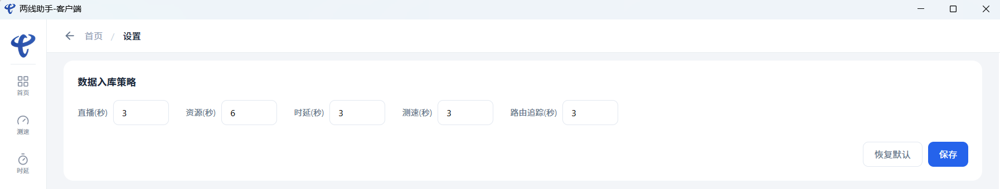 两线助手-客户端
首页 / 设置
首页
测速
时延
数据入库策略
直播(秒) 3 资源(秒) 6 时延(秒) 3 测速(秒) 3 路由追踪(秒) 3
恢复默认 保存